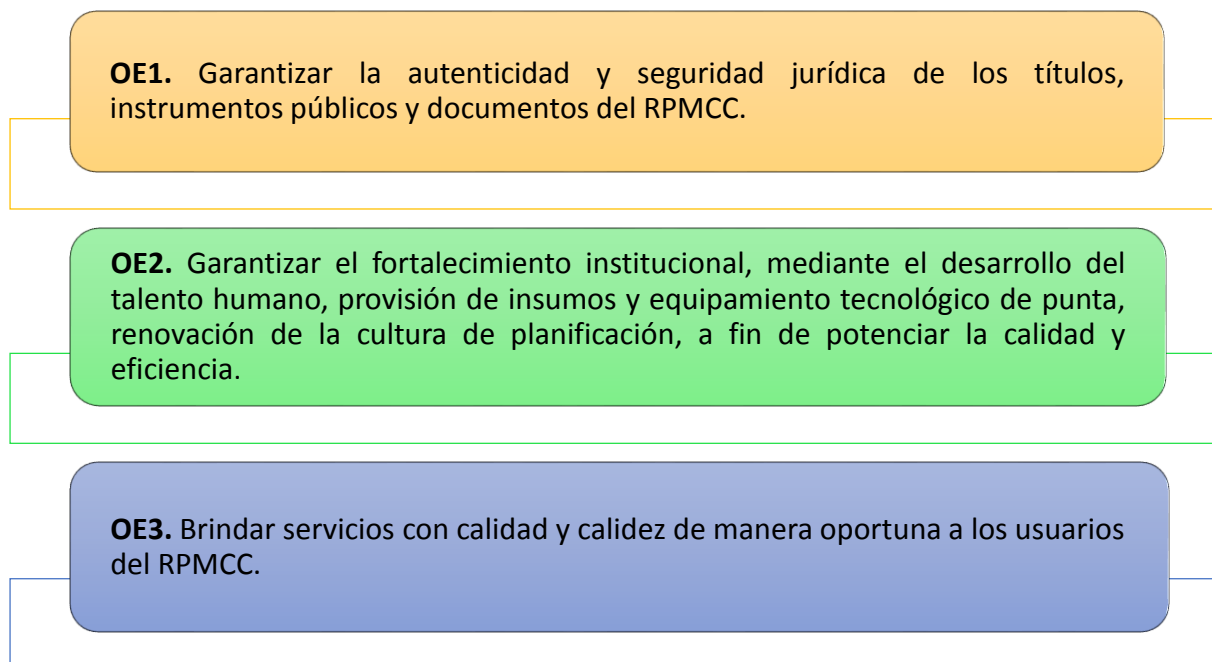 OE1. Garantizar la autenticidad y seguridad jurídica de los títulos,
instrumentos públicos y documentos del RPMCC.
OE2. Garantizar el fortalecimiento institucional, mediante el desarrollo del
talento humano, provisión de insumos y equipamiento tecnológico de punta,
renovación de la cultura de planificación, a fin de potenciar la calidad y
eficiencia.
OE3. Brindar servicios con calidad y calidez de manera oportuna a los usuarios
del RPMCC.